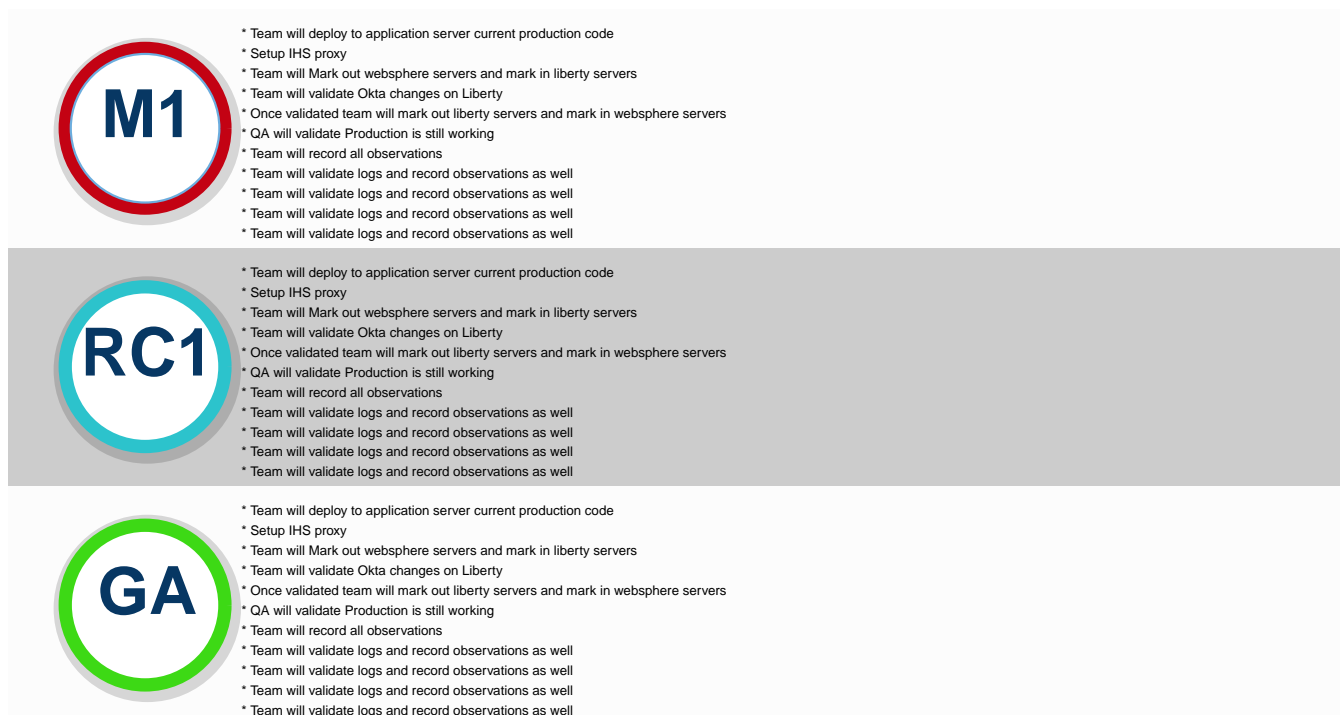 M1
* Team will deploy to application server current production code
* Setup IHS proxy
* Team will Mark out websphere servers and mark in liberty servers
* Team will validate Okta changes on Liberty
* Once validated team will mark out liberty servers and mark in websphere servers
* QA will validate Production is still working
* Team will record all observations
* Team will validate logs and record observations as well
* Team will validate logs and record observations as well
* Team will validate logs and record observations as well
* Team will validate logs and record observations as well
RC1
* Team will deploy to application server current production code
* Setup IHS proxy
* Team will Mark out websphere servers and mark in liberty servers
* Team will validate Okta changes on Liberty
* Once validated team will mark out liberty servers and mark in websphere servers
* QA will validate Production is still working
* Team will record all observations
* Team will validate logs and record observations as well
* Team will validate logs and record observations as well
* Team will validate logs and record observations as well
* Team will validate logs and record observations as well
GA
* Team will deploy to application server current production code
* Setup IHS proxy
* Team will Mark out websphere servers and mark in liberty servers
* Team will validate Okta changes on Liberty
* Once validated team will mark out liberty servers and mark in websphere servers
* QA will validate Production is still working
* Team will record all observations
* Team will validate logs and record observations as well
* Team will validate logs and record observations as well
* Team will validate logs and record observations as well
* Team will validate logs and record observations as well